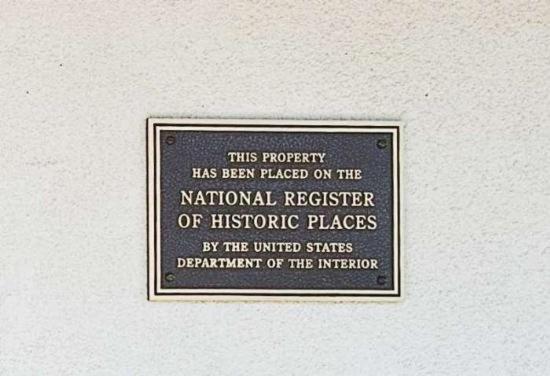 THIS PROPERTY
HAS BEEN PLACED ON THE
NATIONAL REGISTER
OF HISTORIC PLACES
BY THE UNITED STATES
DEPARTMENT OF THE INTERIOR